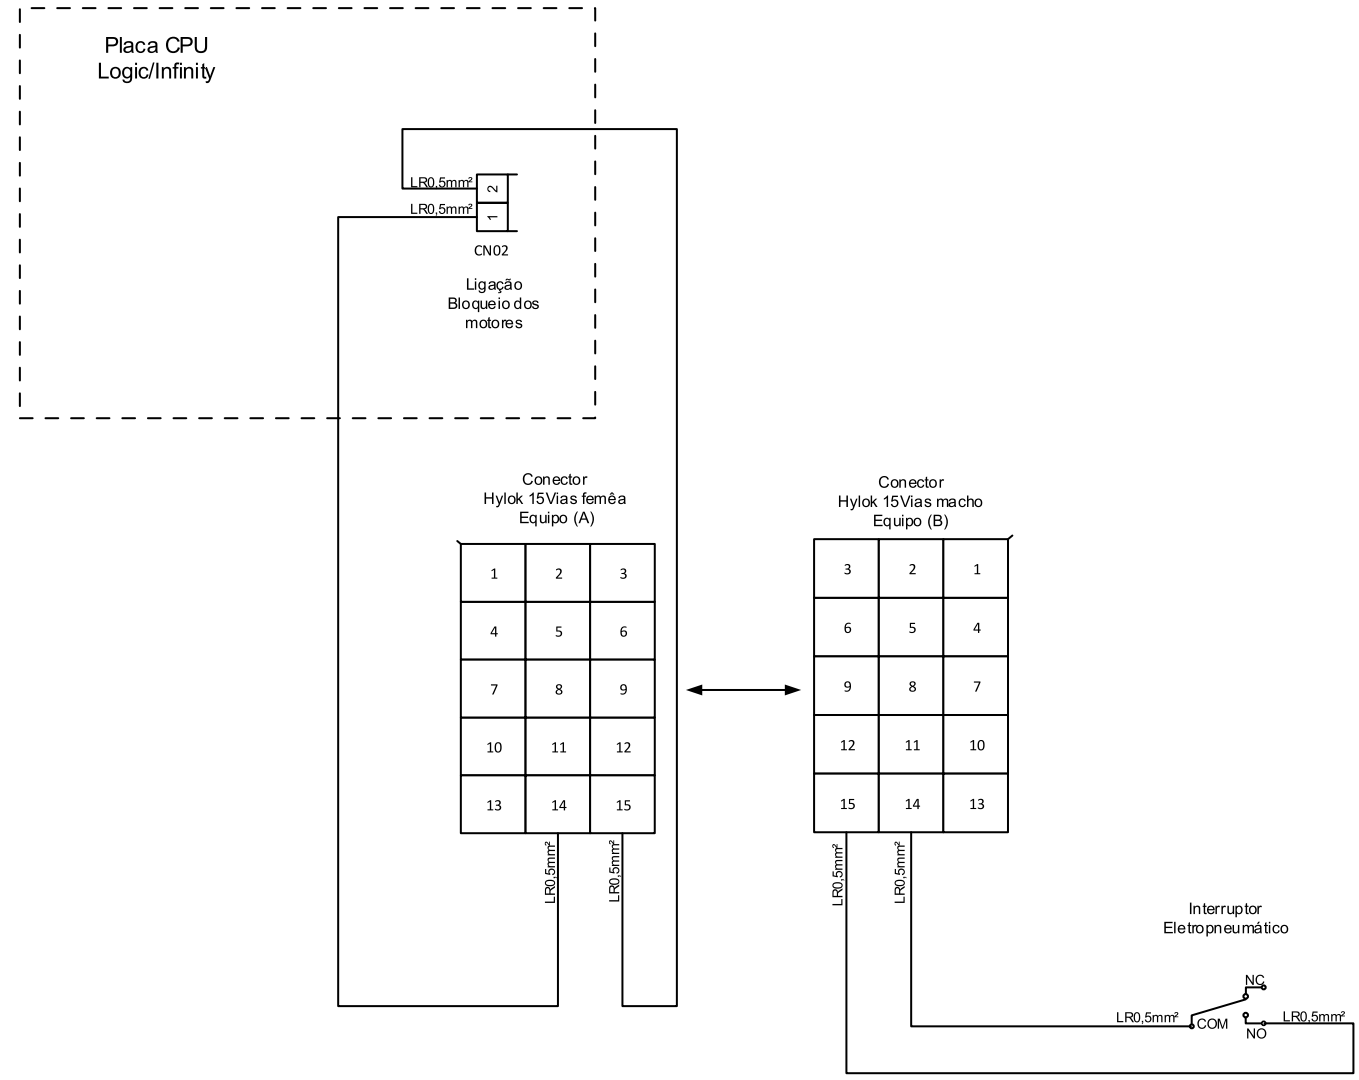 Placa CPU
Logic/Infinity
LR0,5mm²
2
LR0,5mm²
1
CN02
Ligação
Bloqueio dos
motores
Conector
Hylok 15Vias femêa
Equipo (A)
1 2 3
4 5 6
7 8 9
10 11 12
13 14 15
LR0,5mm²
LR0,5mm²
Conector
Hylok 15Vias macho
Equipo (B)
3 2 1
6 5 4
9 8 7
12 11 10
15 14 13
LR0,5mm²
LR0,5mm²
Interruptor
Eletropneumático
NC
LR0,5mm²
COM
NO
LR0,5mm²